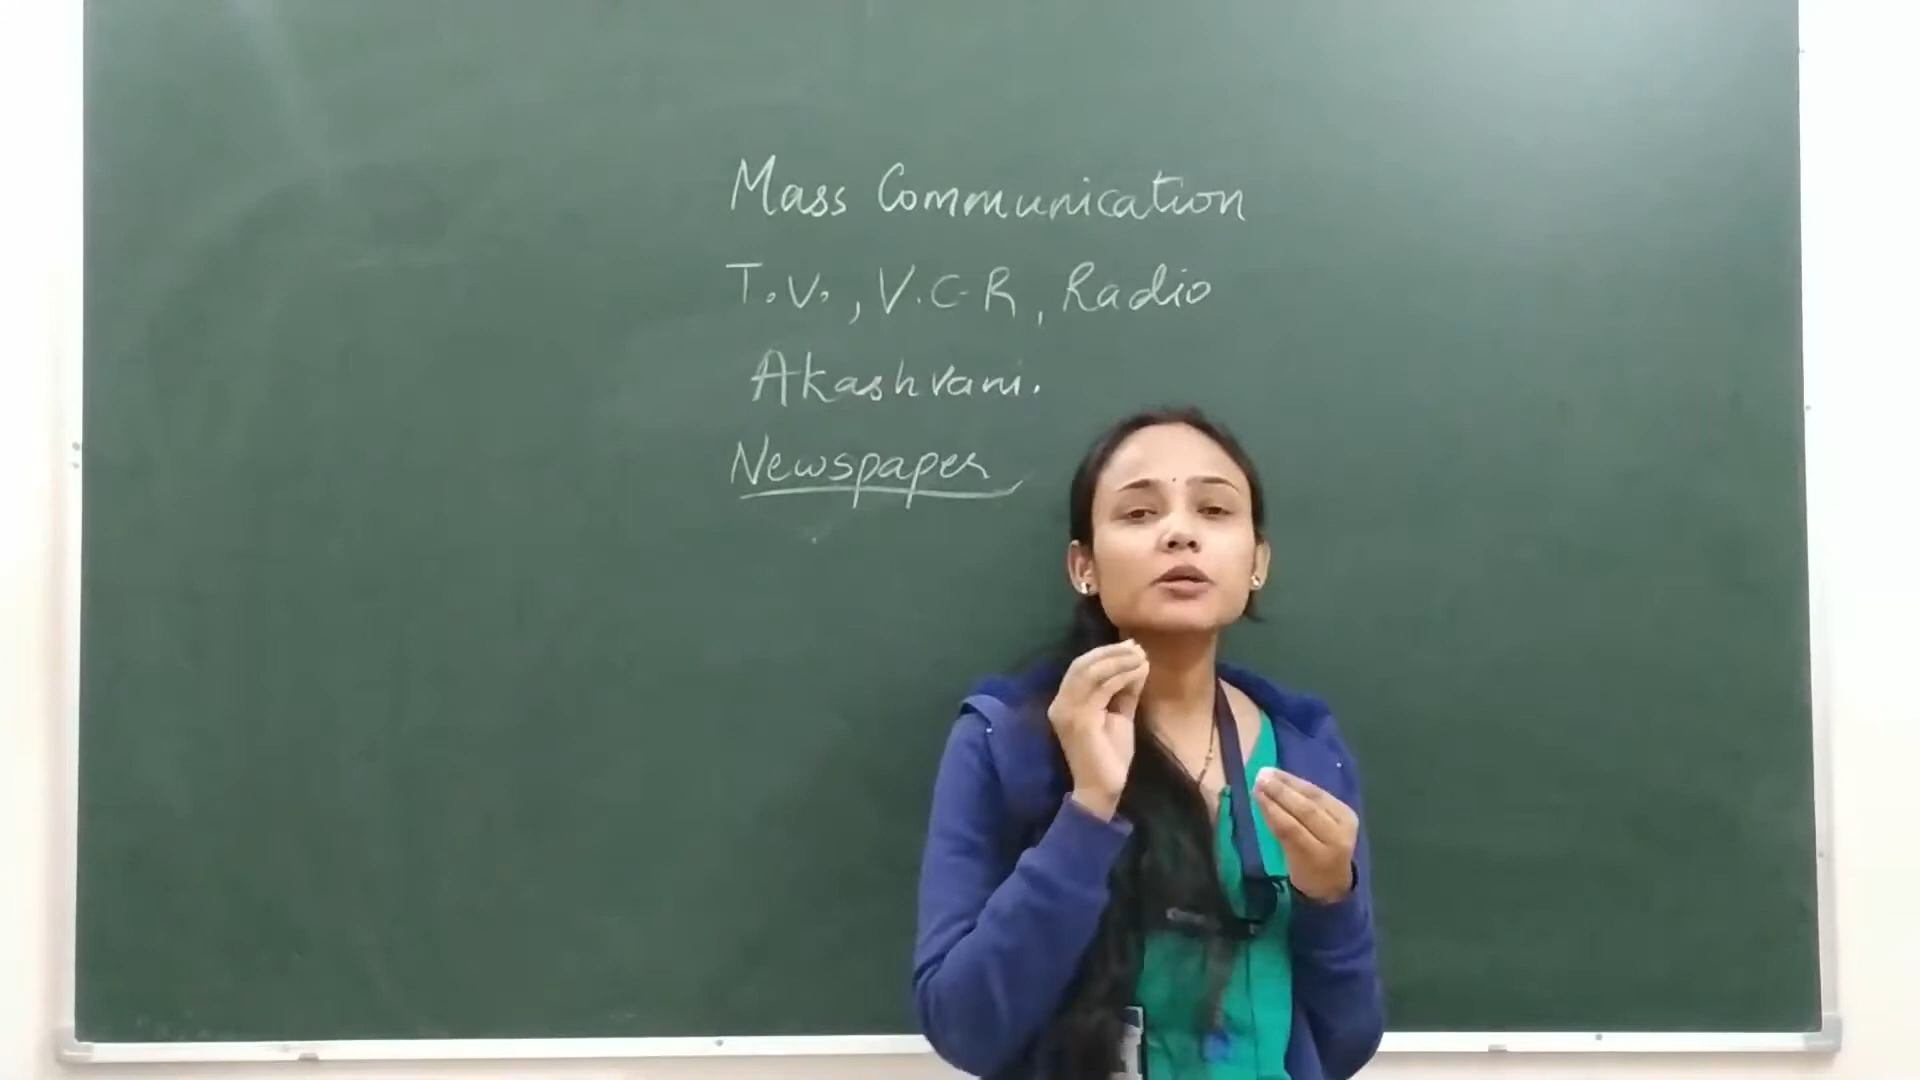 Mass Communication
T.V., V.C-R, Radio
Akashvani.
Newspaper